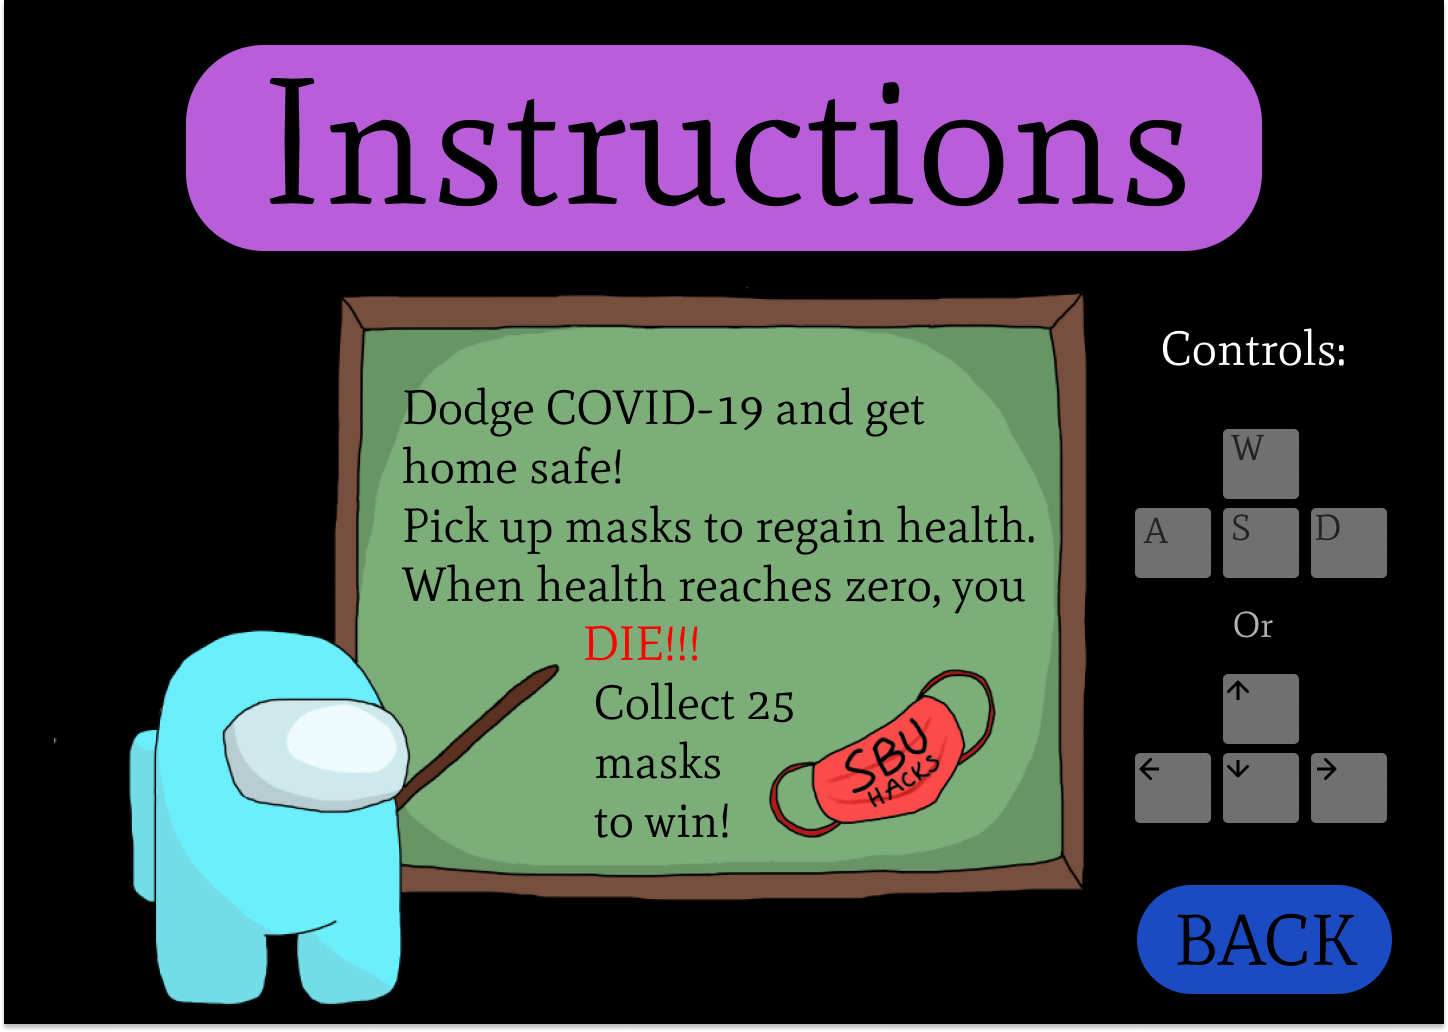 Instructions
Dodge COVID-19 and get
home safe!
Pick up masks to regain health.
When health reaches zero, you
DIE!!!
Collect 25
masks
to win!
SBU
HACKS
Controls:
W
A S D
Or
↑
← ↓ →
BACK